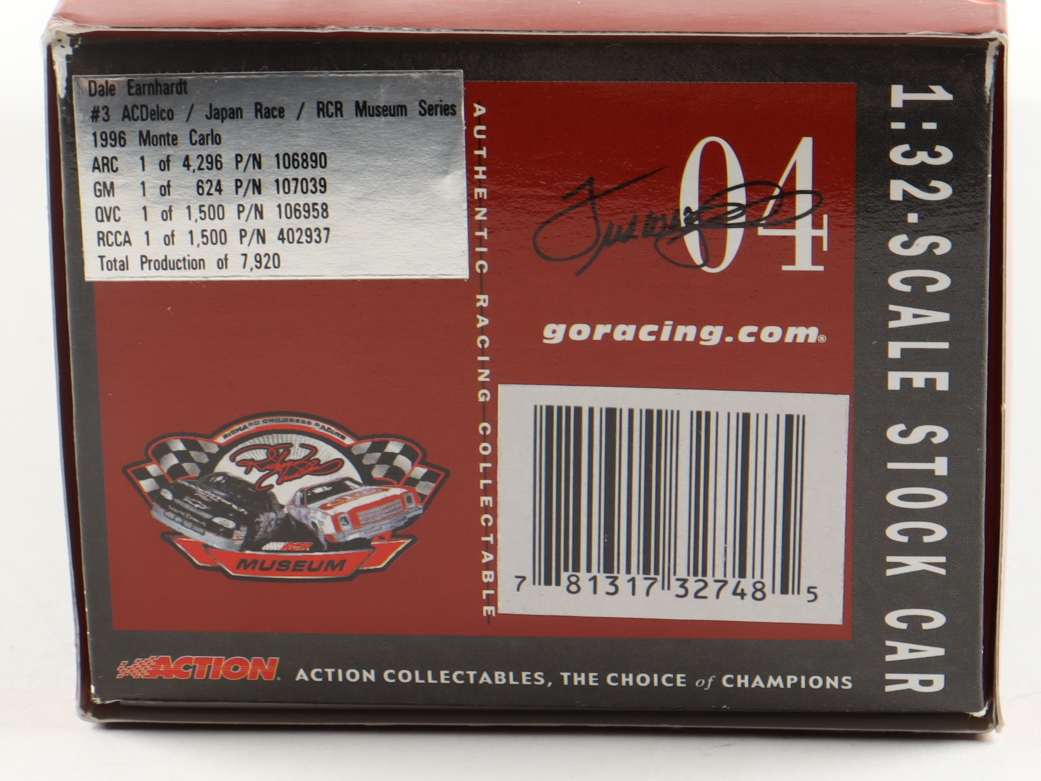 Dale Earnhardt
#3 ACDelco / Japan Race / RCR Museum Series
1996 Monte Carlo
ARC 1 of 4,296 P/N 106890
GM 1 of 624 P/N 107039
QVC 1 of 1,500 P/N 106958
RCCA 1 of 1,500 P/N 402937
Total Production of 7,920
AUTHENTIC RACING COLLECTABLE
04
goracing.com®
1:32-SCALE STOCK CAR
RICHARD CHILDRESS RACING
MUSEUM
7 81317 32748 5
ACTION
ACTION COLLECTABLES, THE CHOICE of CHAMPIONS